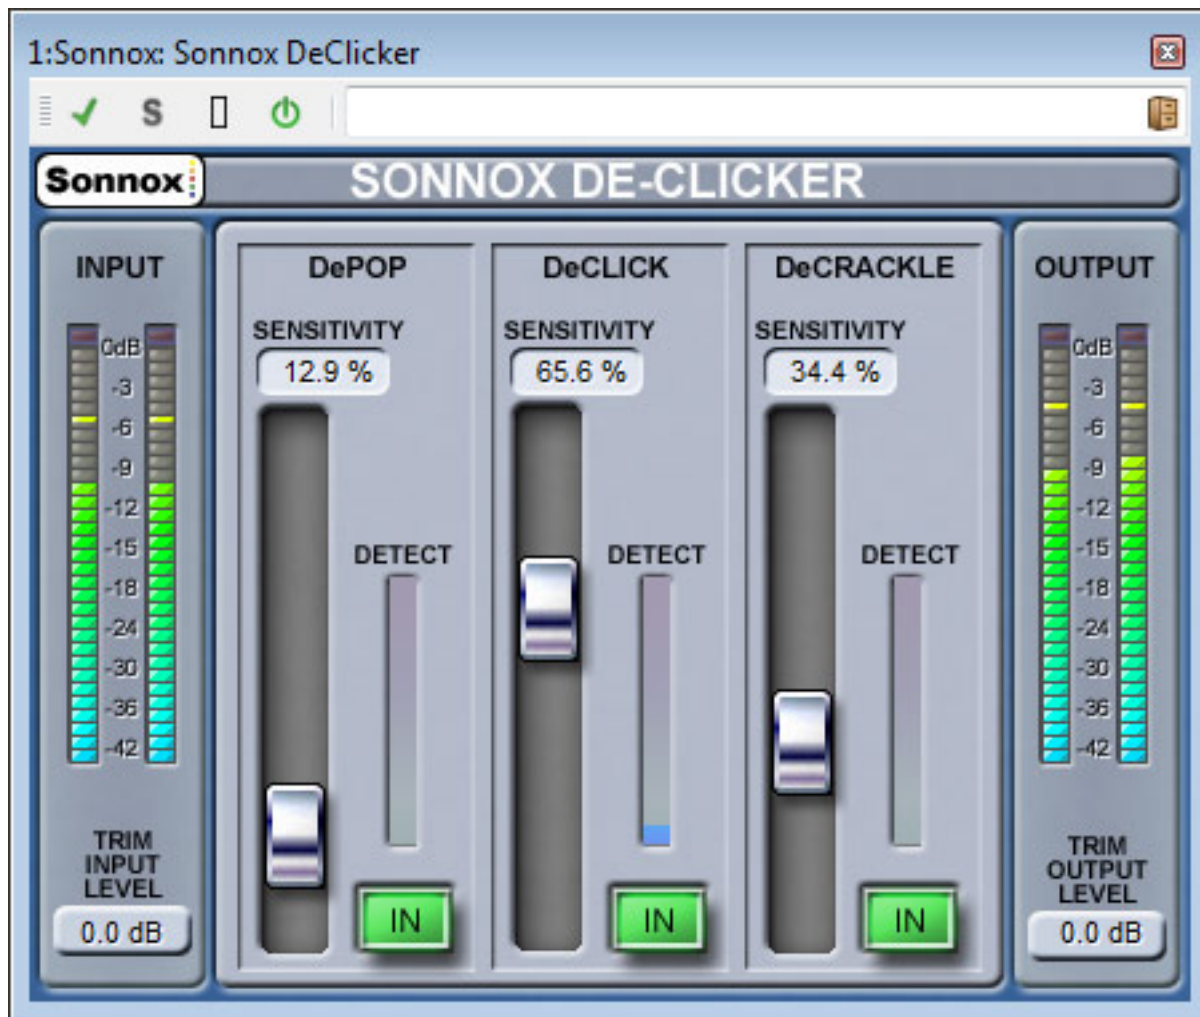 1:Sonnox: Sonnox DeClicker
S
Sonnox
SONNOX DE-CLICKER
INPUT
0dB
-3
-6
-9
-12
-15
-18
-24
-30
-36
-42
TRIM
INPUT
LEVEL
0.0 dB
DePOP
SENSITIVITY
12.9 %
DETECT
IN
DeCLICK
SENSITIVITY
65.6 %
DETECT
IN
DeCRACKLE
SENSITIVITY
34.4 %
DETECT
IN
OUTPUT
0dB
-3
-6
-9
-12
-15
-18
-24
-30
-36
-42
TRIM
OUTPUT
LEVEL
0.0 dB